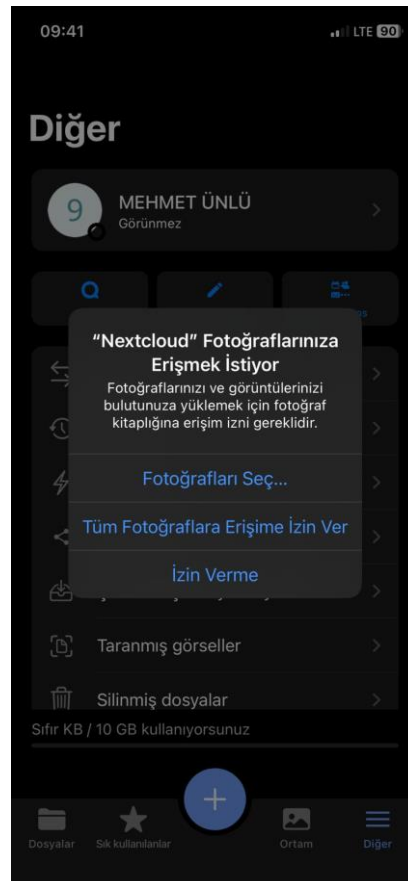 09:41
LTE 90
Diğer
9
MEHMET ÜNLÜ
Görünmez
“Nextcloud” Fotoğraflarınıza
Erişmek İstiyor
Fotoğraflarınızı ve görüntülerinizi
bulutunuza yüklemek için fotoğraf
kitaplığına erişim izni gereklidir.
Fotoğrafları Seç...
Tüm Fotoğraflara Erişime İzin Ver
İzin Verme
Taranmış görseller
Silinmiş dosyalar
Sıfır KB / 10 GB kullanıyorsunuz
Dosyalar
Sık kullanılanlar
Ortam
Diğer